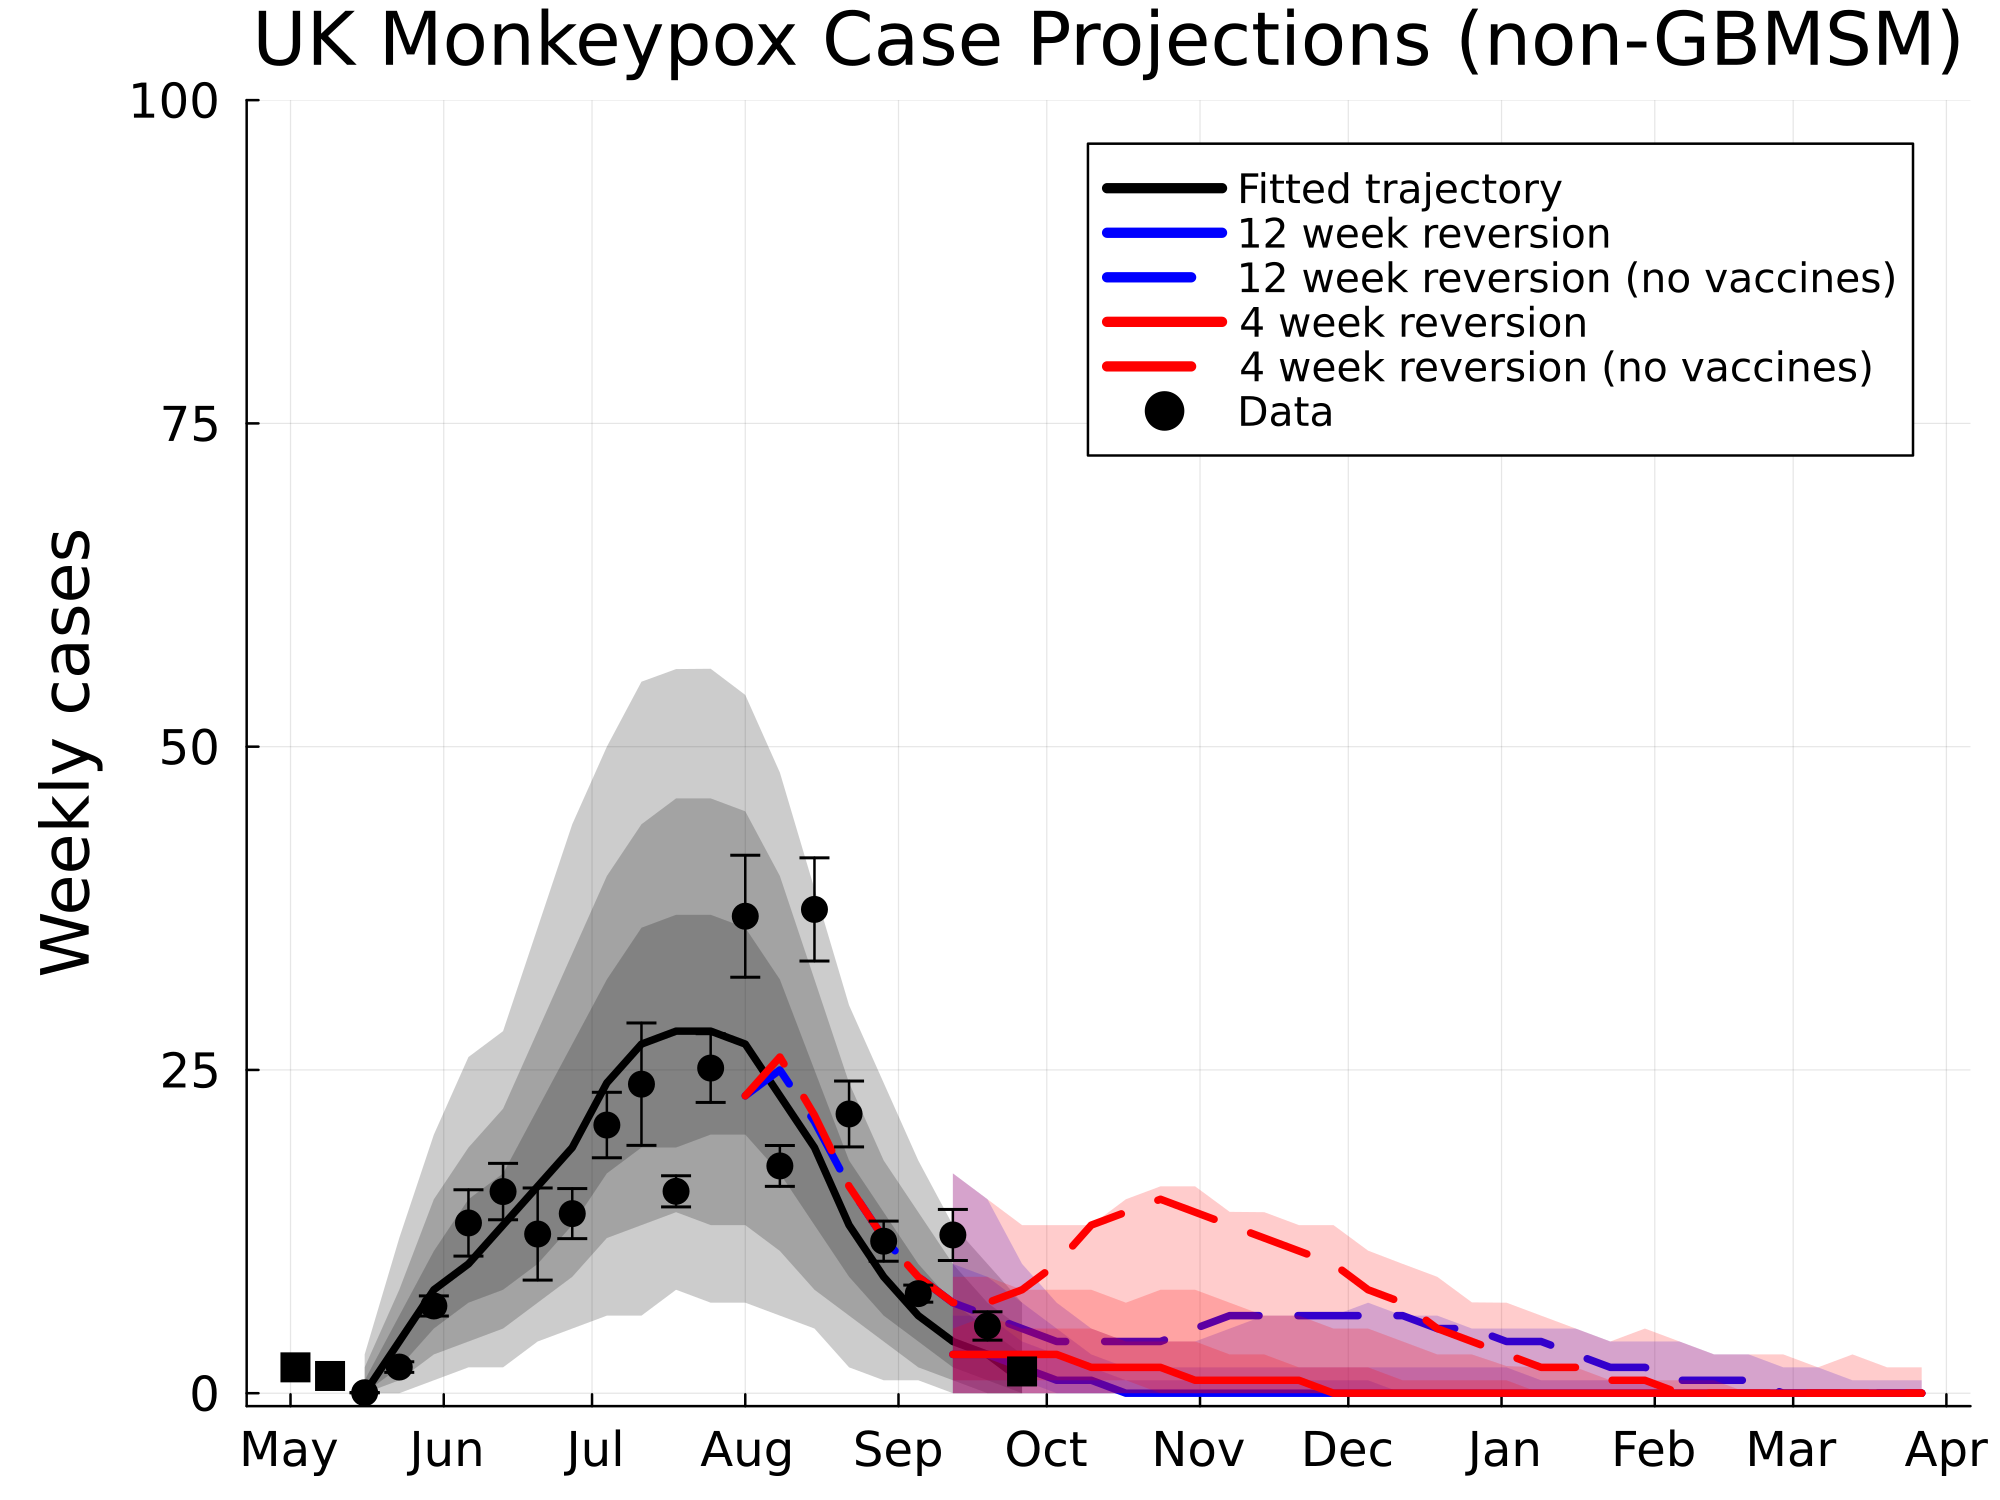 UK Monkeypox Case Projections (non-GBMSM)
100
75
50
25
0
Weekly cases
Fitted trajectory
12 week reversion
12 week reversion (no vaccines)
4 week reversion
4 week reversion (no vaccines)
Data
May Jun Jul Aug Sep Oct Nov Dec Jan Feb Mar Apr